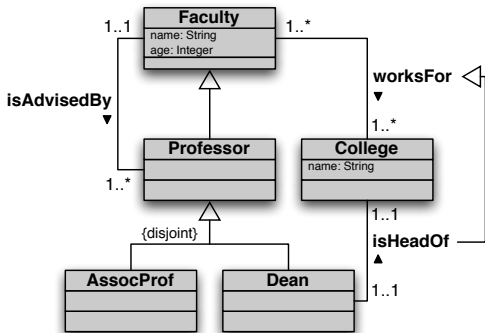 Faculty
name: String
age: Integer
1..1
1..*
isAdvisedBy
worksFor
1..*
1..*
Professor
College
name: String
1..1
{disjoint}
isHeadOf
AssocProf
Dean
1..1